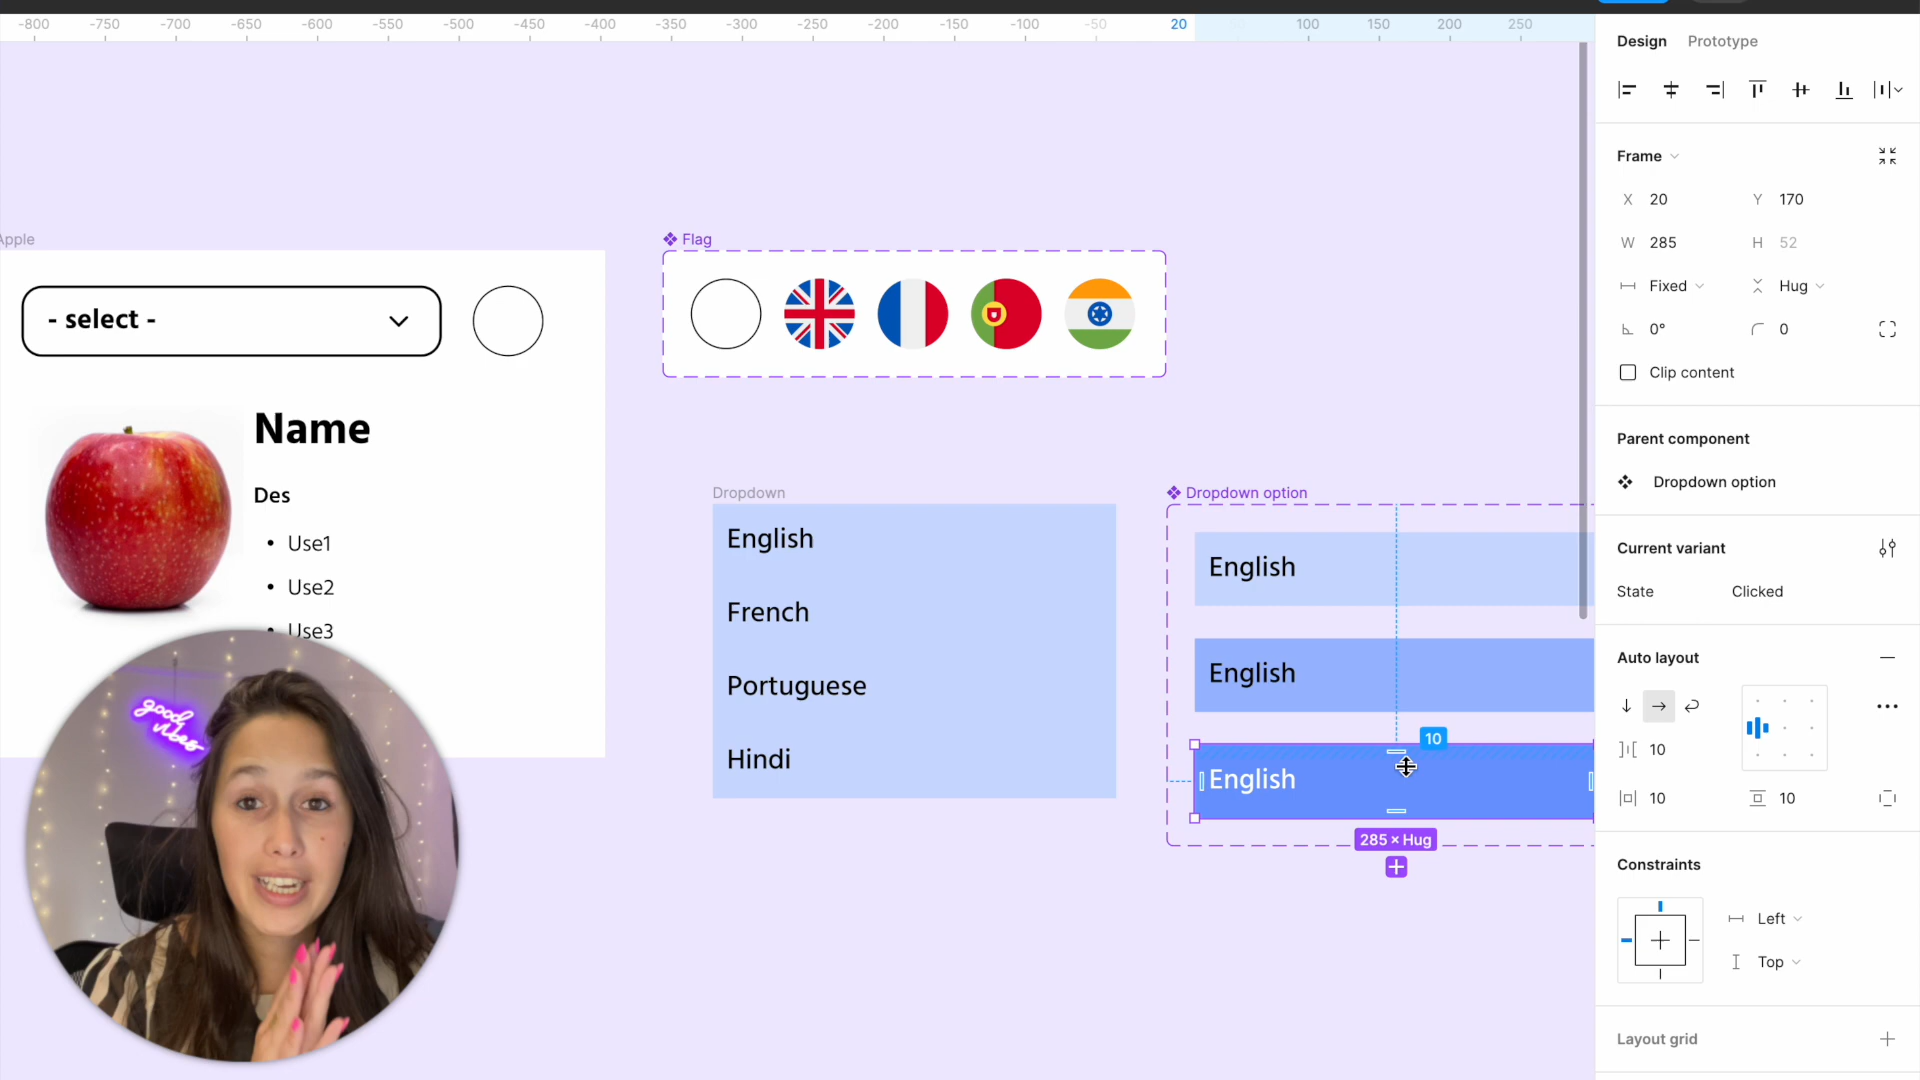 -800 -750 -700 -650 -600 -550 -500 -450 -400 -350 -300 -250 -200 -150 -100 -50 20 100 150 200 250
Design Prototype
Frame
X 20 Y 170
W 285 H 52
Fixed Hug
0° 0
Clip content
Parent component
Dropdown option
Current variant
State Clicked
Auto layout
10
10 10
Constraints
Left
Top
Layout grid
Apple
- select -
Name
Des
• Use1
• Use2
• Use3
good
vibes
Flag
Dropdown
English
French
Portuguese
Hindi
Dropdown option
English
English
10
English
285 × Hug